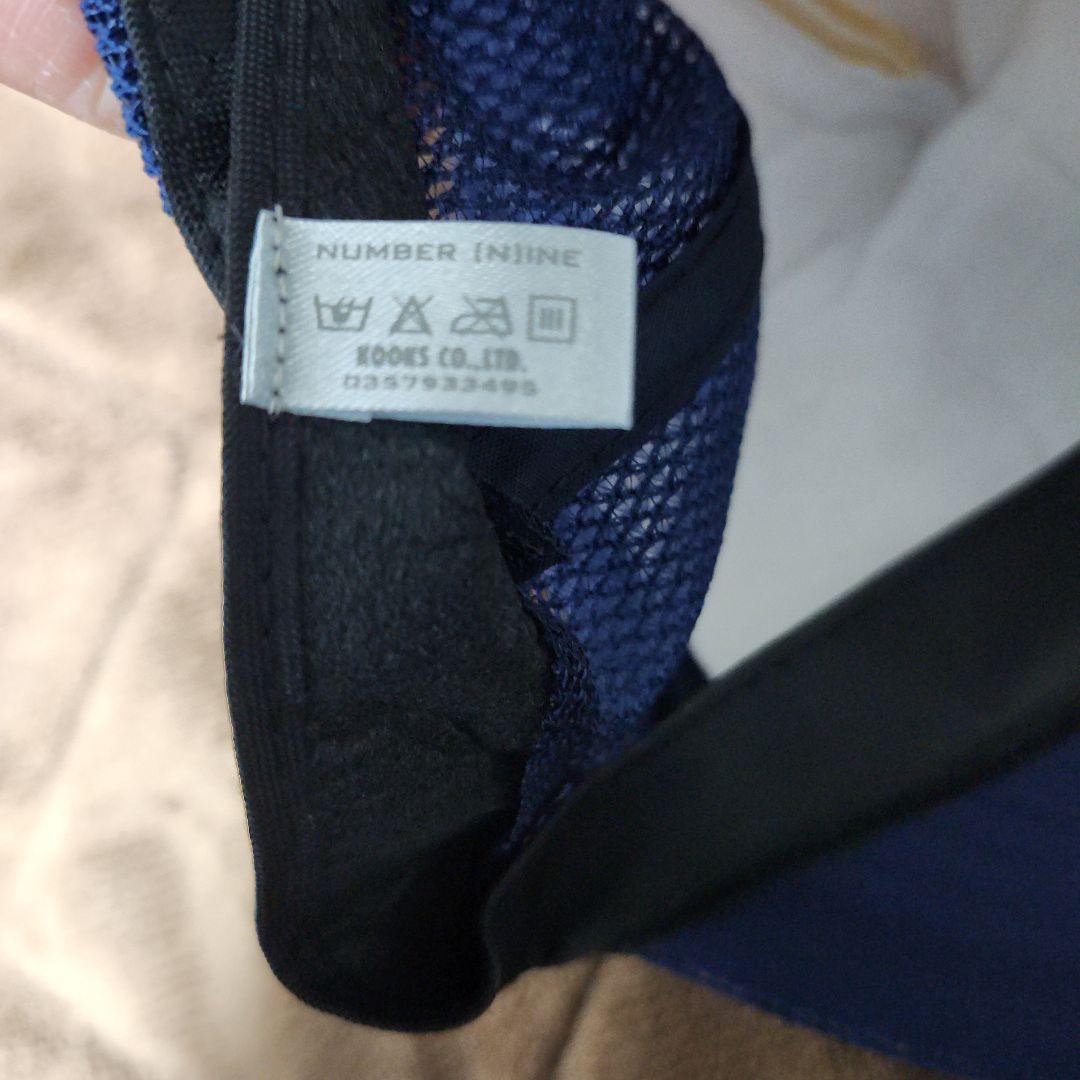 NUMBER (N)INE
KOOKS CO.,LTD.
0357933495